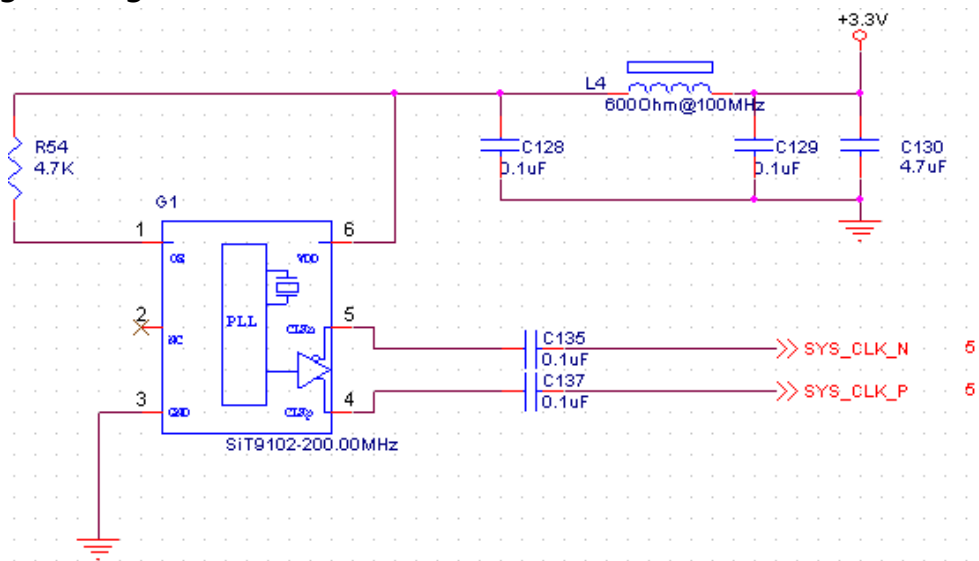 +3.3V
L4
600Ohm@100MHz
R54
4.7K
C128
0.1uF
C129
0.1uF
C130
4.7uF
G1
1
OE
6
VDD
2
NC
PLL
5
CLKn
3
GND
4
CLKp
SiT9102-200.00MHz
C135
0.1uF
SYS_CLK_N
5
C137
0.1uF
SYS_CLK_P
5